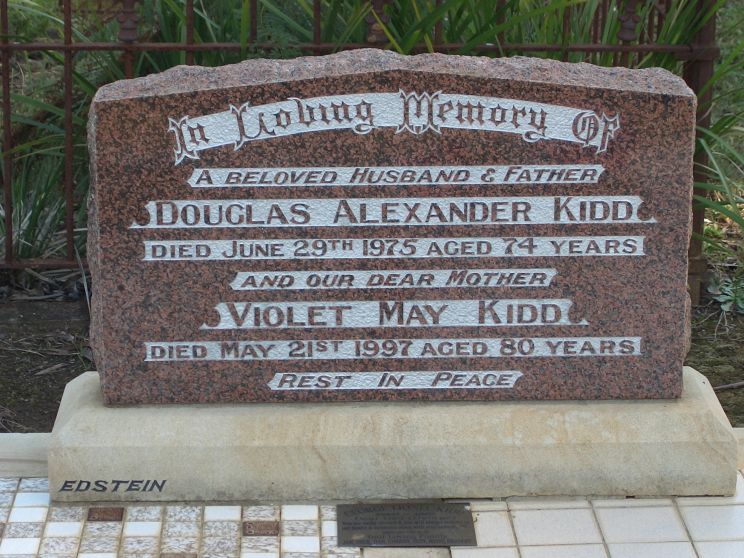 In Loving Memory Of
A BELOVED HUSBAND & FATHER
DOUGLAS ALEXANDER KIDD
DIED JUNE 29TH 1975 AGED 74 YEARS
AND OUR DEAR MOTHER
VIOLET MAY KIDD
DIED MAY 21ST 1997 AGED 80 YEARS
REST IN PEACE
EDSTEIN